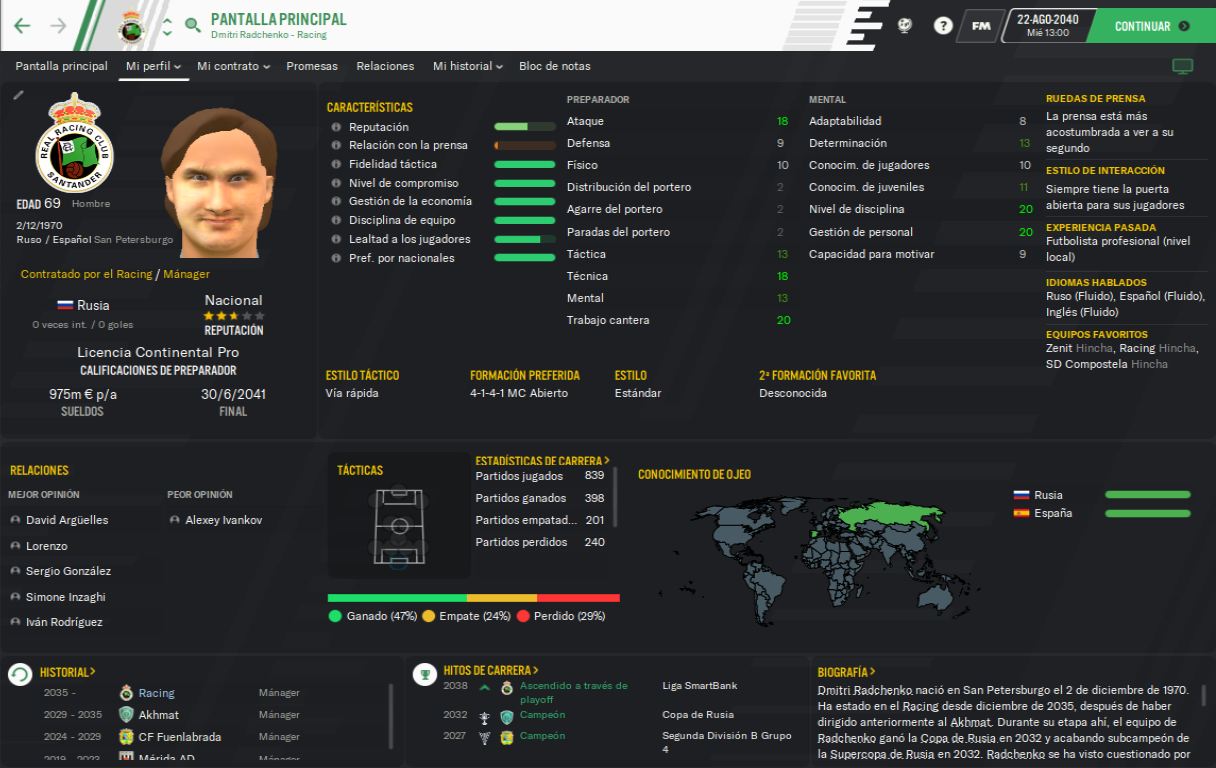 PANTALLA PRINCIPAL
Dmitri Radchenko - Racing
?
FM
22-AGO-2040
Mié 13:00
CONTINUAR
Pantalla principal Mi perfil Mi contrato Promesas Relaciones Mi historial Bloc de notas
REAL RACING CLUB
SANTANDER
EDAD 69 Hombre
2/12/1970
Ruso / Español San Petersburgo
Contratado por el Racing / Mánager
Rusia
0 veces int. / 0 goles
Nacional
REPUTACIÓN
Licencia Continental Pro
CALIFICACIONES DE PREPARADOR
975m € p/a
SUELDOS
30/6/2041
FINAL
CARACTERÍSTICAS
Reputación
Relación con la prensa
Fidelidad táctica
Nivel de compromiso
Gestión de la economía
Disciplina de equipo
Lealtad a los jugadores
Pref. por nacionales
PREPARADOR
Ataque 18
Defensa 9
Físico 10
Distribución del portero 2
Agarre del portero 2
Paradas del portero 2
Táctica 13
Técnica 18
Mental 13
Trabajo cantera 20
MENTAL
Adaptabilidad 8
Determinación 13
Conocim. de jugadores 10
Conocim. de juveniles 11
Nivel de disciplina 20
Gestión de personal 20
Capacidad para motivar 9
RUEDAS DE PRENSA
La prensa está más
acostumbrada a ver a su
segundo
ESTILO DE INTERACCIÓN
Siempre tiene la puerta
abierta para sus jugadores
EXPERIENCIA PASADA
Futbolista profesional (nivel
local)
IDIOMAS HABLADOS
Ruso (Fluido), Español (Fluido),
Inglés (Fluido)
EQUIPOS FAVORITOS
Zenit Hincha, Racing Hincha,
SD Compostela Hincha
ESTILO TÁCTICO
Vía rápida
FORMACIÓN PREFERIDA
4-1-4-1 MC Abierto
ESTILO
Estándar
2ª FORMACIÓN FAVORITA
Desconocida
RELACIONES
MEJOR OPINIÓN
David Argüelles
Lorenzo
Sergio González
Simone Inzaghi
Iván Rodríguez
PEOR OPINIÓN
Alexey Ivankov
TÁCTICAS
ESTADÍSTICAS DE CARRERA >
Partidos jugados 839
Partidos ganados 398
Partidos empatad... 201
Partidos perdidos 240
Ganado (47%) Empate (24%) Perdido (29%)
CONOCIMIENTO DE OJEO
Rusia
España
HISTORIAL >
2035 - Racing Mánager
2029 - 2035 Akhmat Mánager
2024 - 2029 CF Fuenlabrada Mánager
2019 - 2023 Mérida AD Mánager
HITOS DE CARRERA >
2038 Ascendido a través de
playoff
Liga SmartBank
2032 Campeón Copa de Rusia
2027 Campeón Segunda División B Grupo
4
BIOGRAFÍA >
Dmitri Radchenko nació en San Petersburgo el 2 de diciembre de 1970.
Ha estado en el Racing desde diciembre de 2035, después de haber
dirigido anteriormente al Akhmat. Durante su etapa ahí, el equipo de
Radchenko ganó la Copa de Rusia en 2032 y acabando subcampeón de
la Supercopa de Rusia en 2032. Radchenko se ha visto cuestionado por